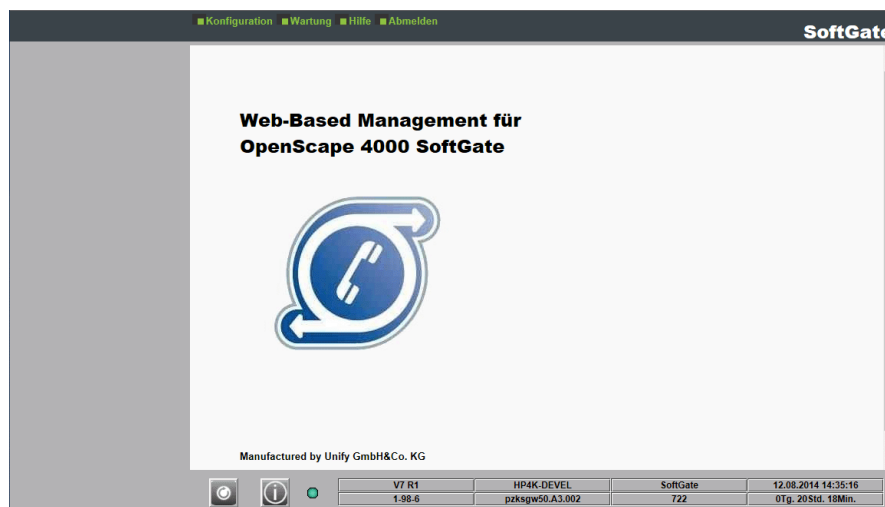 Konfiguration Wartung Hilfe Abmelden
SoftGate
Web-Based Management für
OpenScape 4000 SoftGate
Manufactured by Unify GmbH&Co. KG
V7 R1 HP4K-DEVEL SoftGate 12.08.2014 14:35:16
1-98-6 pzksgw50.A3.002 722 0Tg. 20Std. 18Min.